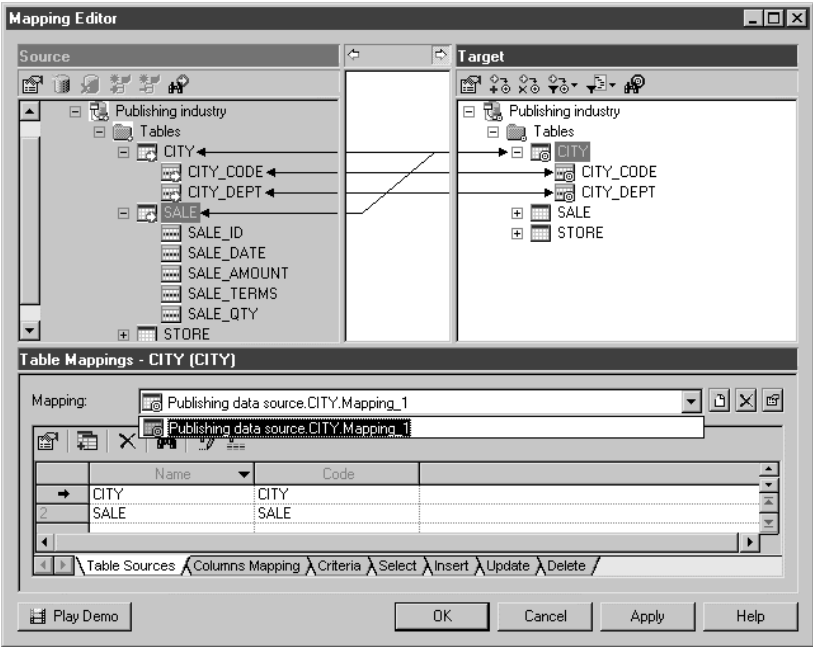 Mapping Editor
Source
Target
Publishing industry
Tables
CITY
CITY_CODE
CITY_DEPT
SALE
SALE_ID
SALE_DATE
SALE_AMOUNT
SALE_TERMS
SALE_QTY
STORE
Publishing industry
Tables
CITY
CITY_CODE
CITY_DEPT
SALE
STORE
Table Mappings - CITY (CITY)
Mapping: Publishing data source.CITY.Mapping_1
Publishing data source.CITY.Mapping_1
Name Code
CITY CITY
2 SALE SALE
Table Sources Columns Mapping Criteria Select Insert Update Delete
Play Demo OK Cancel Apply Help